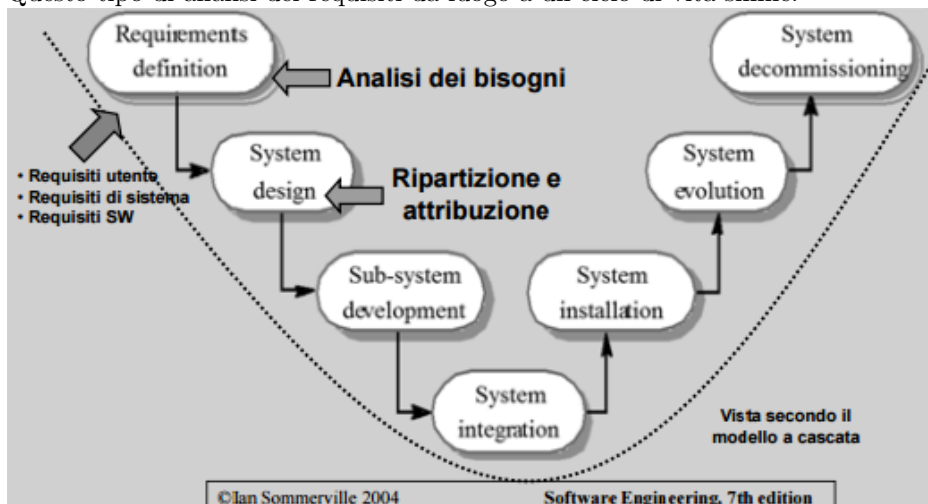 Questo tipo di analisi dei requisiti da luogo a un ciclo di vita simile:
Requirements
definition
Analisi dei bisogni
System
decommissioning
• Requisiti utente
• Requisiti di sistema
• Requisiti SW
System
design
Ripartizione e
attribuzione
System
evolution
Sub-system
development
System
installation
System
integration
Vista secondo il
modello a cascata
©Ian Sommerville 2004
Software Engineering, 7th edition